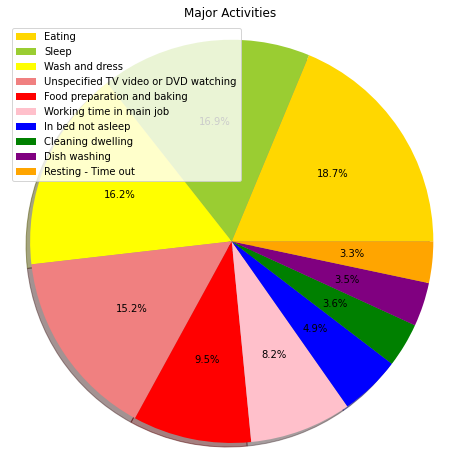 Major Activities
Eating
Sleep
Wash and dress
Unspecified TV video or DVD watching
Food preparation and baking
Working time in main job
In bed not asleep
Cleaning dwelling
Dish washing
Resting - Time out
16.9%
18.7%
16.2%
3.3%
3.5%
3.6%
15.2%
4.9%
8.2%
9.5%